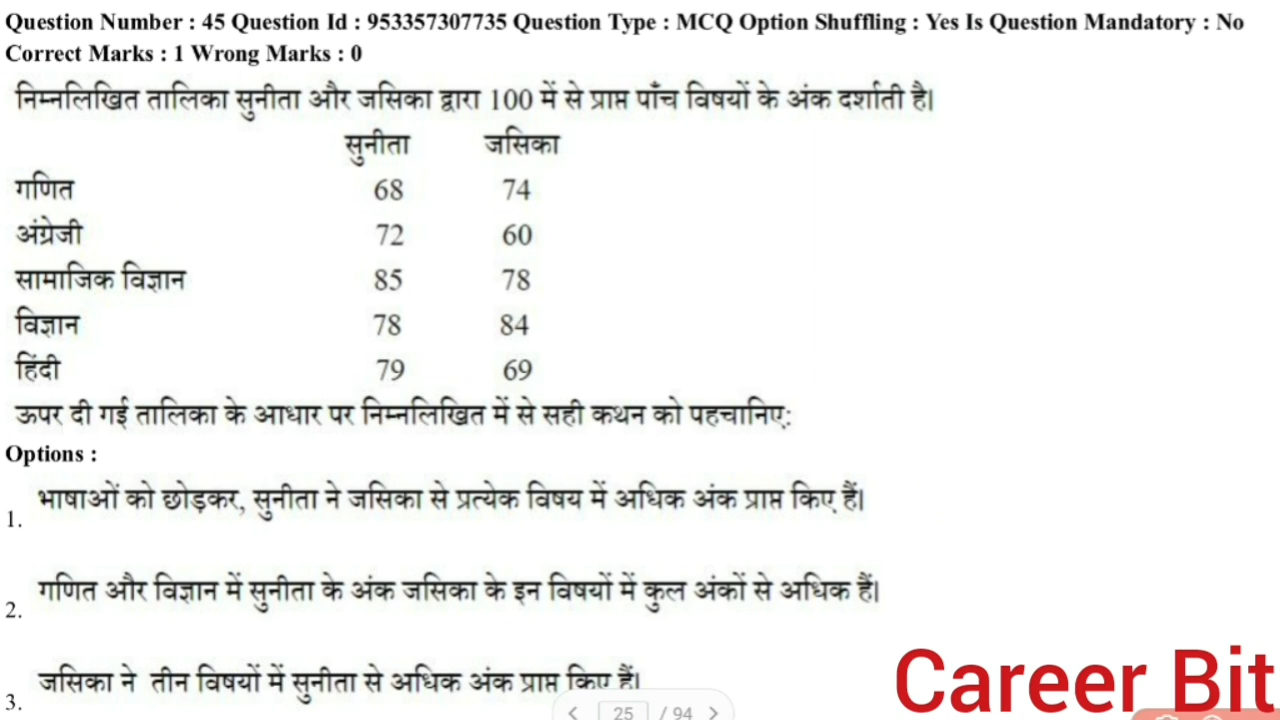 Question Number : 45 Question Id : 953357307735 Question Type : MCQ Option Shuffling : Yes Is Question Mandatory : No
Correct Marks : 1 Wrong Marks : 0
निम्नलिखित तालिका सुनीता और जसिका द्वारा 100 में से प्राप्त पाँच विषयों के अंक दर्शाती है।
सुनीता जसिका
गणित 68 74
अंग्रेजी 72 60
सामाजिक विज्ञान 85 78
विज्ञान 78 84
हिंदी 79 69
ऊपर दी गई तालिका के आधार पर निम्नलिखित में से सही कथन को पहचानिए:
Options :
1. भाषाओं को छोड़कर, सुनीता ने जसिका से प्रत्येक विषय में अधिक अंक प्राप्त किए हैं।
2. गणित और विज्ञान में सुनीता के अंक जसिका के इन विषयों में कुल अंकों से अधिक हैं।
3. जसिका ने तीन विषयों में सुनीता से अधिक अंक प्राप्त किए हैं।
Career Bit
< 25 / 94 >